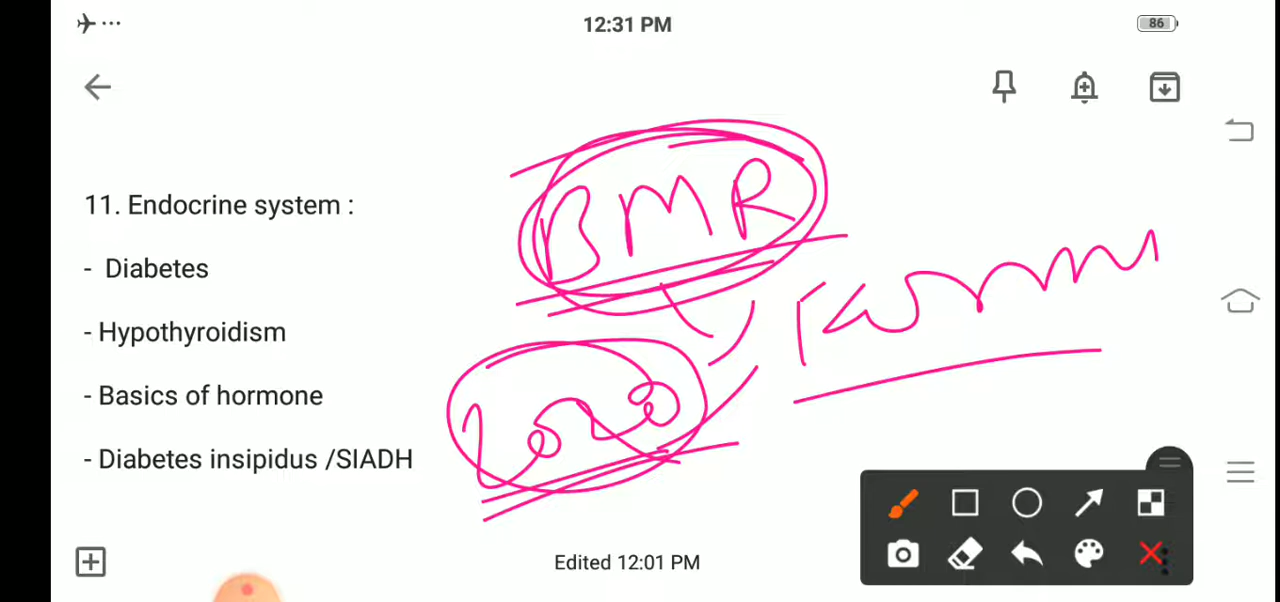 12:31 PM 86
BMR
11. Endocrine system :
- Diabetes
- Hypothyroidism
- Basics of hormone
- Diabetes insipidus /SIADH
Edited 12:01 PM